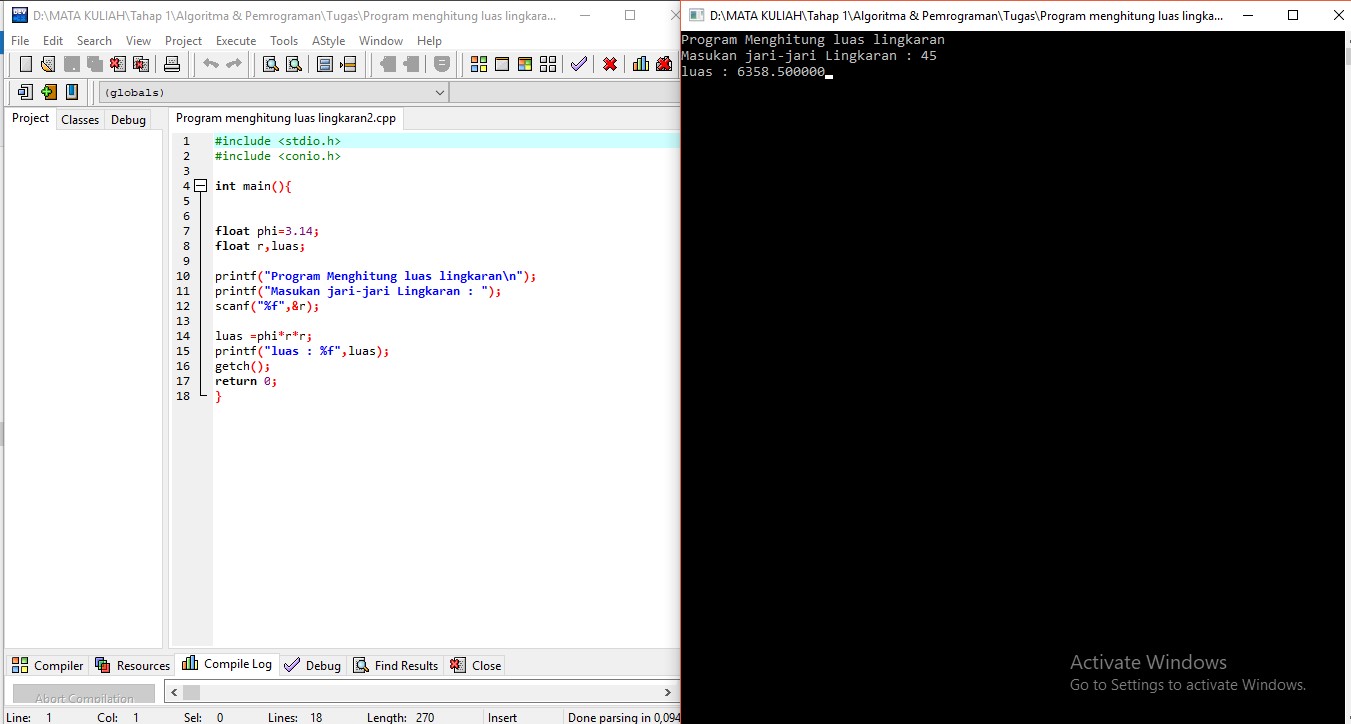 D:\MATA KULIAH\Tahap 1\Algoritma & Pemrograman\Tugas\Program menghitung luas lingkara...
File Edit Search View Project Execute Tools AStyle Window Help
(globals)
Project Classes Debug
Program menghitung luas lingkaran2.cpp
1 #include <stdio.h>
2 #include <conio.h>
3
4 int main(){
5
6
7 float phi=3.14;
8 float r,luas;
9
10 printf("Program Menghitung luas lingkaran\n");
11 printf("Masukan jari-jari Lingkaran : ");
12 scanf("%f",&r);
13
14 luas =phi*r*r;
15 printf("luas : %f",luas);
16 getch();
17 return 0;
18 }
Compiler Resources Compile Log Debug Find Results Close
Abort Compilation
Line: 1 Col: 1 Sel: 0 Lines: 18 Length: 270 Insert Done parsing in 0,094
D:\MATA KULIAH\Tahap 1\Algoritma & Pemrograman\Tugas\Program menghitung luas lingka...
Program Menghitung luas lingkaran
Masukan jari-jari Lingkaran : 45
luas : 6358.500000
Activate Windows
Go to Settings to activate Windows.